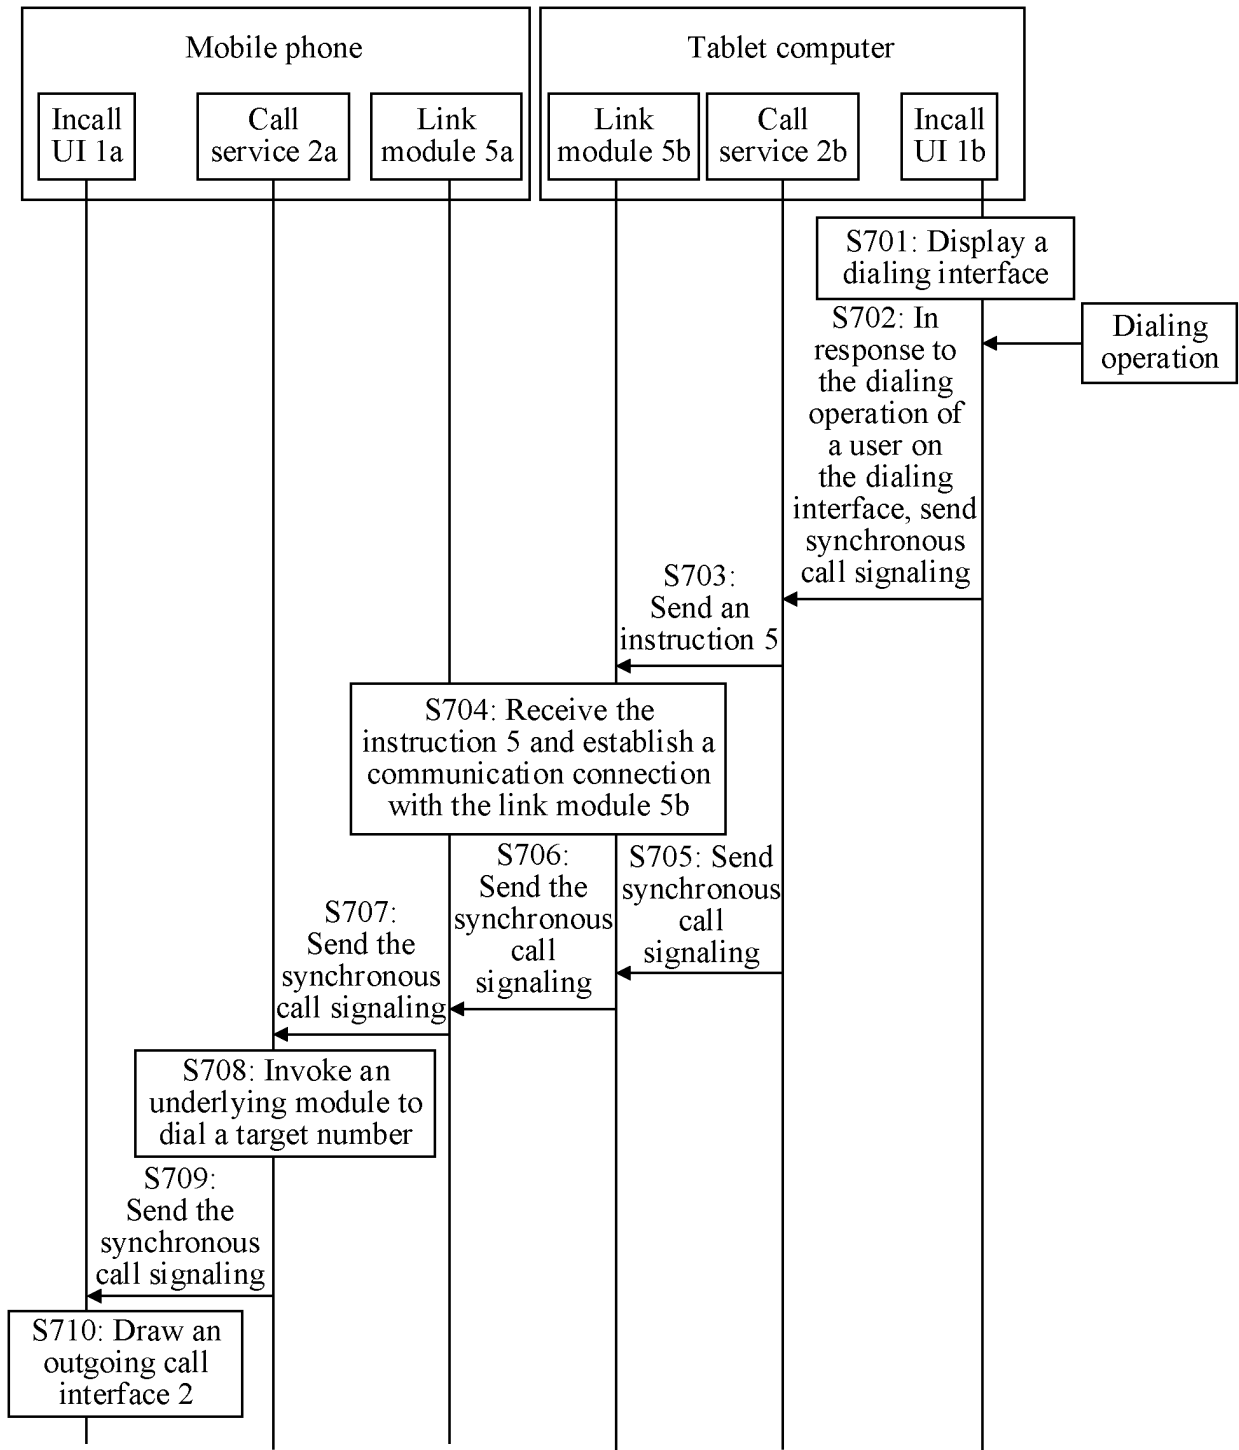 Mobile phone
Tablet computer
Incall
UI 1a
Call
service 2a
Link
module 5a
Link
module 5b
Call
service 2b
Incall
UI 1b
S701: Display a
dialing interface
Dialing
operation
S702: In
response to
the dialing
operation of
a user on
the dialing
interface, send
synchronous
call signaling
S703:
Send an
instruction 5
S704: Receive the
instruction 5 and establish a
communication connection
with the link module 5b
S705: Send
synchronous
call
signaling
S706:
Send the
synchronous
call
signaling
S707:
Send the
synchronous
call signaling
S708: Invoke an
underlying module to
dial a target number
S709:
Send the
synchronous
call signaling
S710: Draw an
outgoing call
interface 2